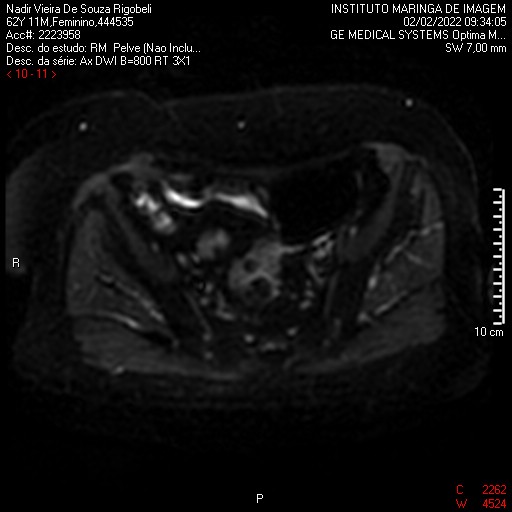 Nadir Vieira De Souza Rigobeli
62Y 11M,Feminino,444535
Acc#: 2223958
Desc. do estudo: RM Pelve (Nao Inclu...
Desc. da série: Ax DWI B=800 RT 3X1
< 10 - 11 >
INSTITUTO MARINGA DE IMAGEM
02/02/2022 09:34:05
GE MEDICAL SYSTEMS Optima M...
SW 7,00 mm
R
10 cm
P
C 2262
W 4524